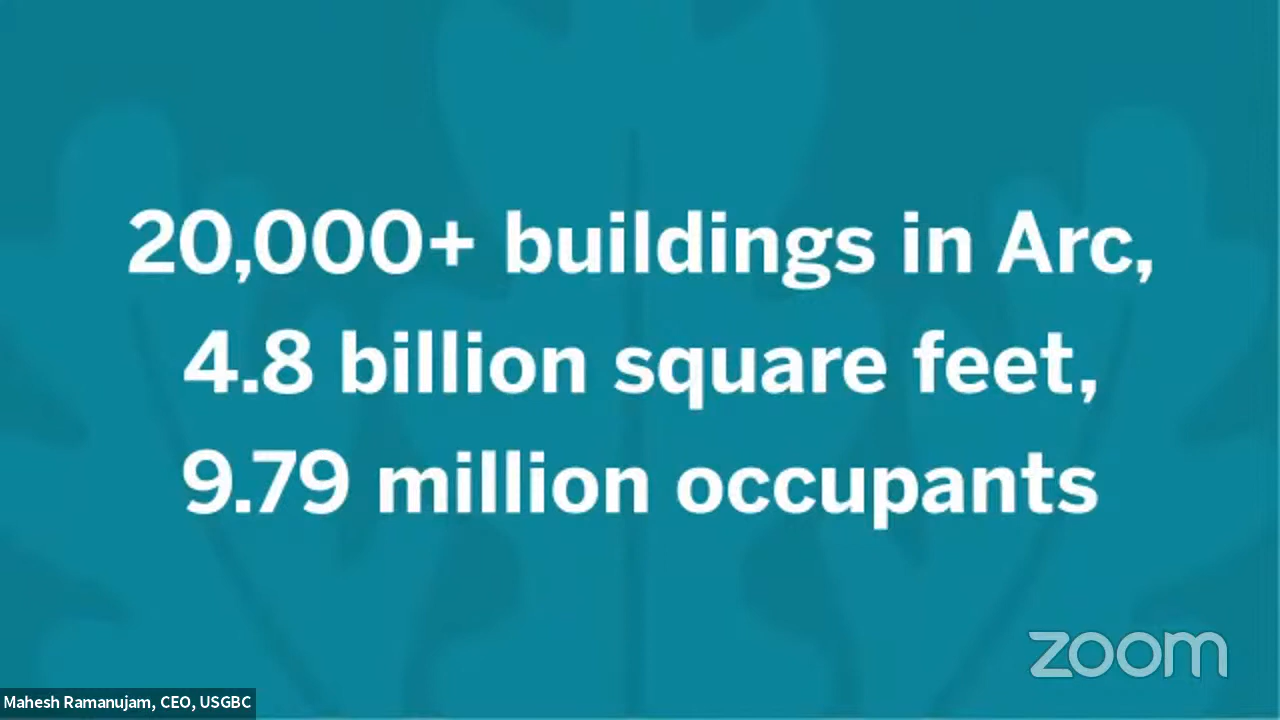 20,000+ buildings in Arc,
4.8 billion square feet,
9.79 million occupants
zoom
Mahesh Ramanujam, CEO, USGBC